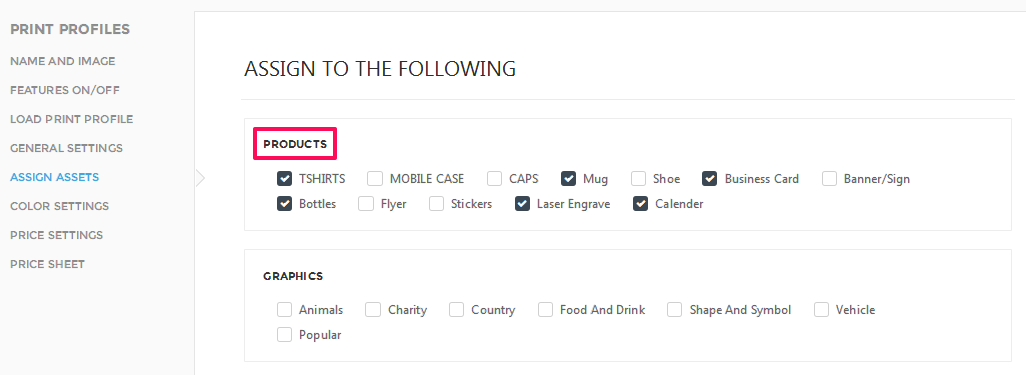 PRINT PROFILES
NAME AND IMAGE
FEATURES ON/OFF
LOAD PRINT PROFILE
GENERAL SETTINGS
ASSIGN ASSETS
COLOR SETTINGS
PRICE SETTINGS
PRICE SHEET
ASSIGN TO THE FOLLOWING
PRODUCTS
TSHIRTS MOBILE CASE CAPS Mug Shoe Business Card Banner/Sign
Bottles Flyer Stickers Laser Engrave Calender
GRAPHICS
Animals Charity Country Food And Drink Shape And Symbol Vehicle
Popular